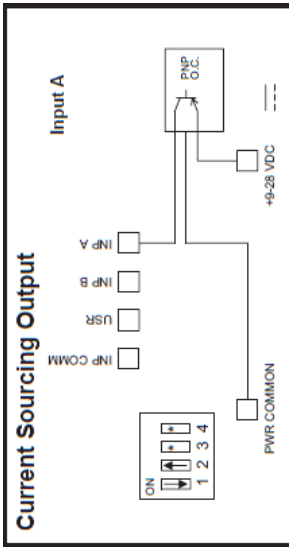 Current Sourcing Output
Input A
INP COMM
USR
INP B
INP A
PNP
O.C.
ON
* *
1 2 3 4
PWR COMMON
+9-28 VDC